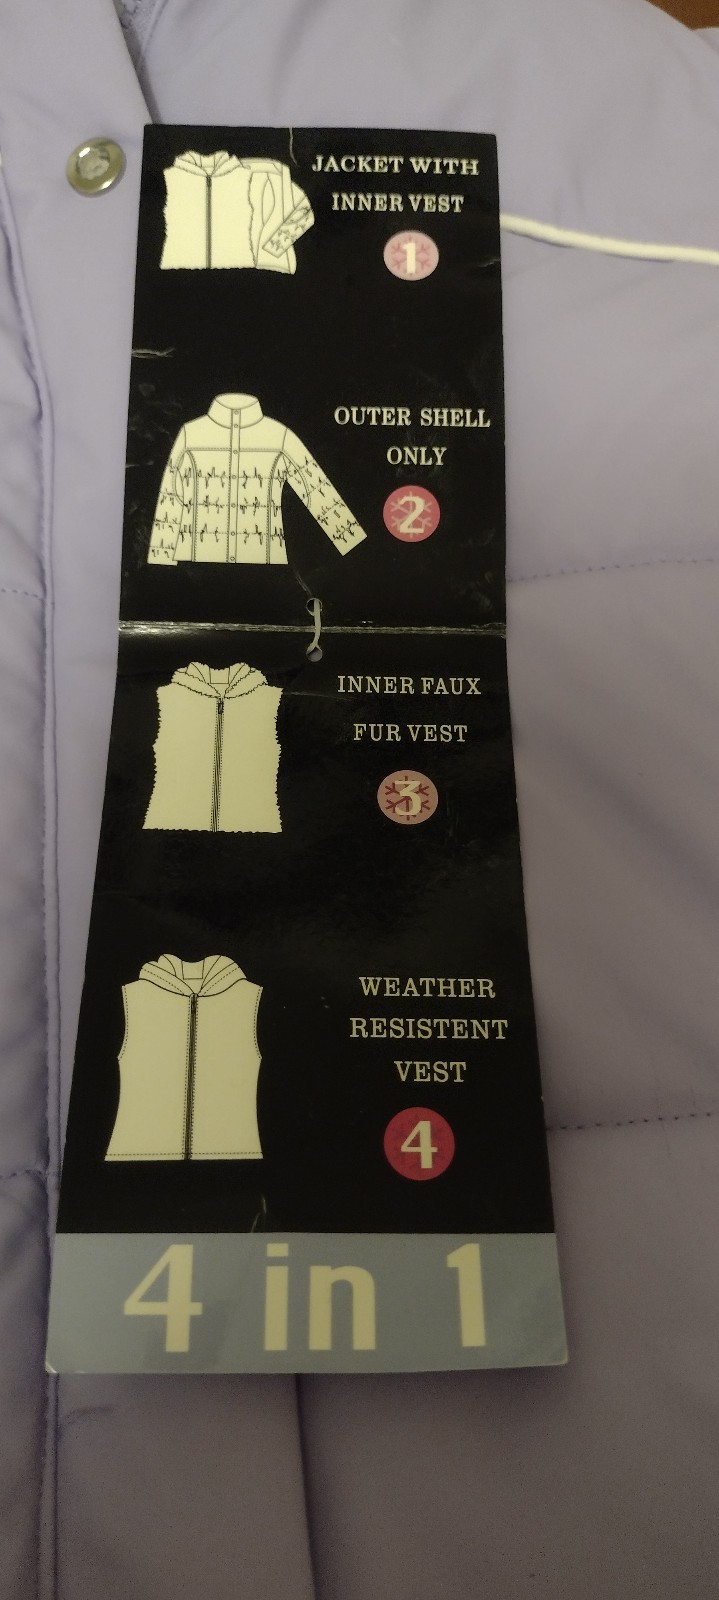 JACKET WITH
INNER VEST
1
OUTER SHELL
ONLY
2
INNER FAUX
FUR VEST
3
WEATHER
RESISTENT
VEST
4
4 in 1